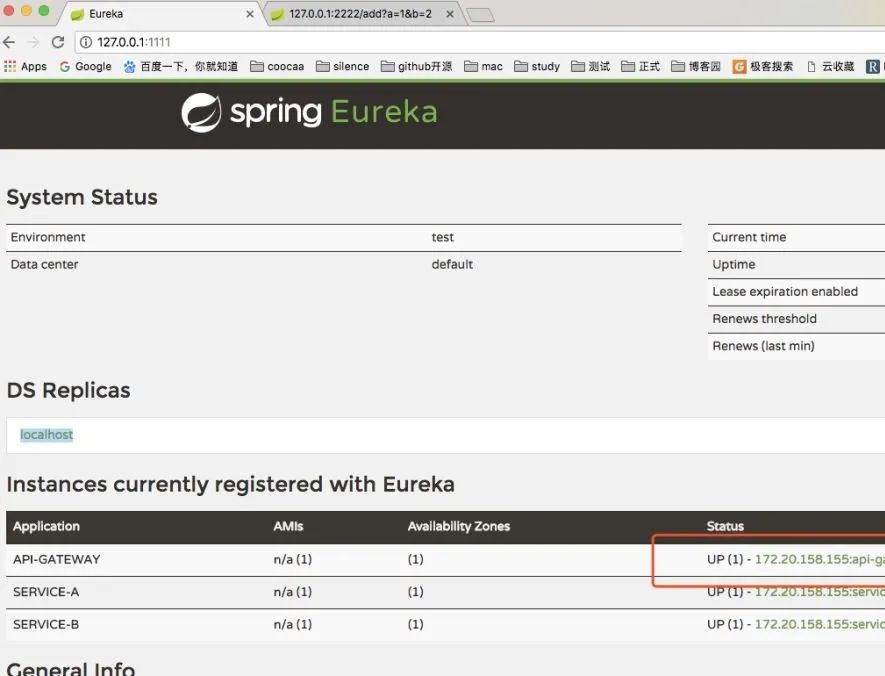 Eureka
127.0.0.1:2222/add?a=1&b=2
127.0.0.1:1111
Apps Google 百度一下，你就知道 coocaa silence github开源 mac study 测试 正式 博客园 G 极客搜索 云收藏 R
spring Eureka
System Status
Environment test
Data center default
Current time
Uptime
Lease expiration enabled
Renews threshold
Renews (last min)
DS Replicas
localhost
Instances currently registered with Eureka
Application AMIs Availability Zones Status
API-GATEWAY n/a (1) (1) UP (1) - 172.20.158.155:api-ga
SERVICE-A n/a (1) (1) UP (1) - 172.20.158.155:servic
SERVICE-B n/a (1) (1) UP (1) - 172.20.158.155:servic
General Info